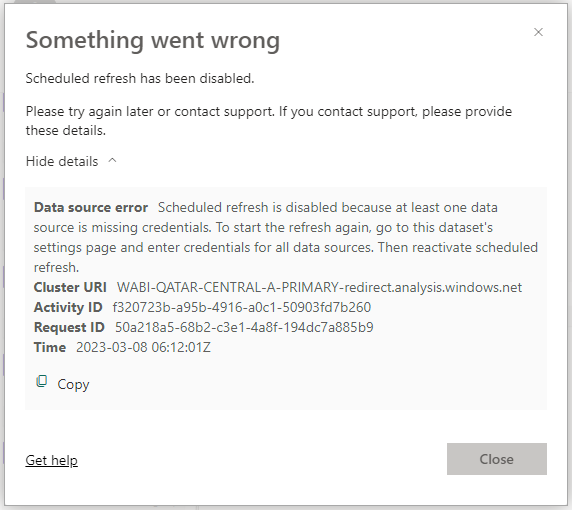 Something went wrong
Scheduled refresh has been disabled.
Please try again later or contact support. If you contact support, please provide
these details.
Hide details
Data source error Scheduled refresh is disabled because at least one data
source is missing credentials. To start the refresh again, go to this dataset's
settings page and enter credentials for all data sources. Then reactivate scheduled
refresh.
Cluster URI WABI-QATAR-CENTRAL-A-PRIMARY-redirect.analysis.windows.net
Activity ID f320723b-a95b-4916-a0c1-50903fd7b260
Request ID 50a218a5-68b2-c3e1-4a8f-194dc7a885b9
Time 2023-03-08 06:12:01Z
Copy
Get help
Close